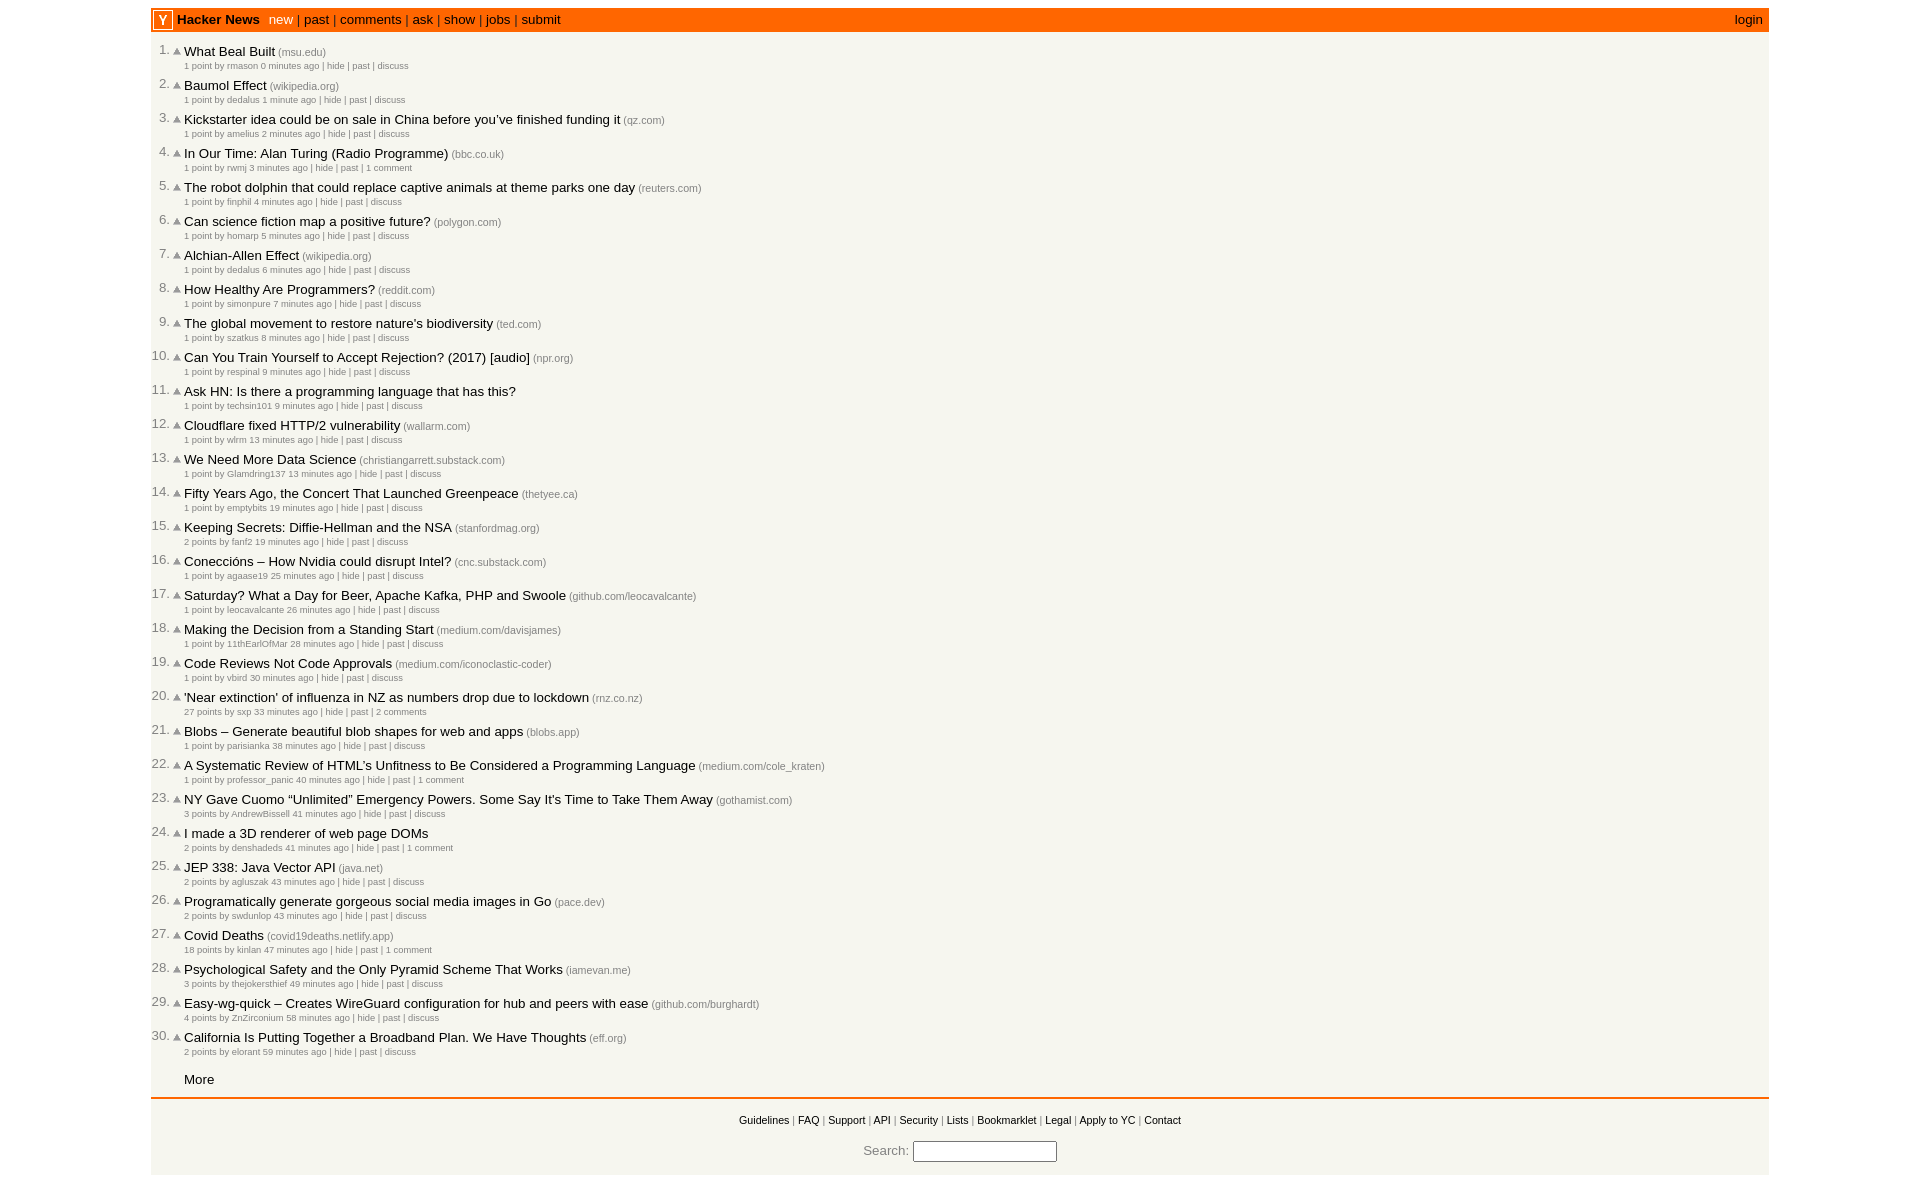 Y Hacker News new | past | comments | ask | show | jobs | submit login
1. What Beal Built (msu.edu)
1 point by rmason 0 minutes ago | hide | past | discuss
2. Baumol Effect (wikipedia.org)
1 point by dedalus 1 minute ago | hide | past | discuss
3. Kickstarter idea could be on sale in China before you’ve finished funding it (qz.com)
1 point by amelius 2 minutes ago | hide | past | discuss
4. In Our Time: Alan Turing (Radio Programme) (bbc.co.uk)
1 point by rwmj 3 minutes ago | hide | past | 1 comment
5. The robot dolphin that could replace captive animals at theme parks one day (reuters.com)
1 point by finphil 4 minutes ago | hide | past | discuss
6. Can science fiction map a positive future? (polygon.com)
1 point by homarp 5 minutes ago | hide | past | discuss
7. Alchian-Allen Effect (wikipedia.org)
1 point by dedalus 6 minutes ago | hide | past | discuss
8. How Healthy Are Programmers? (reddit.com)
1 point by simonpure 7 minutes ago | hide | past | discuss
9. The global movement to restore nature's biodiversity (ted.com)
1 point by szatkus 8 minutes ago | hide | past | discuss
10. Can You Train Yourself to Accept Rejection? (2017) [audio] (npr.org)
1 point by respinal 9 minutes ago | hide | past | discuss
11. Ask HN: Is there a programming language that has this?
1 point by techsin101 9 minutes ago | hide | past | discuss
12. Cloudflare fixed HTTP/2 vulnerability (wallarm.com)
1 point by wlrm 13 minutes ago | hide | past | discuss
13. We Need More Data Science (christiangarrett.substack.com)
1 point by Glamdring137 13 minutes ago | hide | past | discuss
14. Fifty Years Ago, the Concert That Launched Greenpeace (thetyee.ca)
1 point by emptybits 19 minutes ago | hide | past | discuss
15. Keeping Secrets: Diffie-Hellman and the NSA (stanfordmag.org)
2 points by fanf2 19 minutes ago | hide | past | discuss
16. Coneccións – How Nvidia could disrupt Intel? (cnc.substack.com)
1 point by agaase19 25 minutes ago | hide | past | discuss
17. Saturday? What a Day for Beer, Apache Kafka, PHP and Swoole (github.com/leocavalcante)
1 point by leocavalcante 26 minutes ago | hide | past | discuss
18. Making the Decision from a Standing Start (medium.com/davisjames)
1 point by 11thEarlOfMar 28 minutes ago | hide | past | discuss
19. Code Reviews Not Code Approvals (medium.com/iconoclastic-coder)
1 point by vbird 30 minutes ago | hide | past | discuss
20. 'Near extinction' of influenza in NZ as numbers drop due to lockdown (rnz.co.nz)
27 points by sxp 33 minutes ago | hide | past | 2 comments
21. Blobs – Generate beautiful blob shapes for web and apps (blobs.app)
1 point by parisianka 38 minutes ago | hide | past | discuss
22. A Systematic Review of HTML’s Unfitness to Be Considered a Programming Language (medium.com/cole_kraten)
1 point by professor_panic 40 minutes ago | hide | past | 1 comment
23. NY Gave Cuomo “Unlimited” Emergency Powers. Some Say It's Time to Take Them Away (gothamist.com)
3 points by AndrewBissell 41 minutes ago | hide | past | discuss
24. I made a 3D renderer of web page DOMs
2 points by denshadeds 41 minutes ago | hide | past | 1 comment
25. JEP 338: Java Vector API (java.net)
2 points by agluszak 43 minutes ago | hide | past | discuss
26. Programatically generate gorgeous social media images in Go (pace.dev)
2 points by swdunlop 43 minutes ago | hide | past | discuss
27. Covid Deaths (covid19deaths.netlify.app)
18 points by kinlan 47 minutes ago | hide | past | 1 comment
28. Psychological Safety and the Only Pyramid Scheme That Works (iamevan.me)
3 points by thejokersthief 49 minutes ago | hide | past | discuss
29. Easy-wg-quick – Creates WireGuard configuration for hub and peers with ease (github.com/burghardt)
4 points by ZnZirconium 58 minutes ago | hide | past | discuss
30. California Is Putting Together a Broadband Plan. We Have Thoughts (eff.org)
2 points by elorant 59 minutes ago | hide | past | discuss
More
Guidelines | FAQ | Support | API | Security | Lists | Bookmarklet | Legal | Apply to YC | Contact
Search: